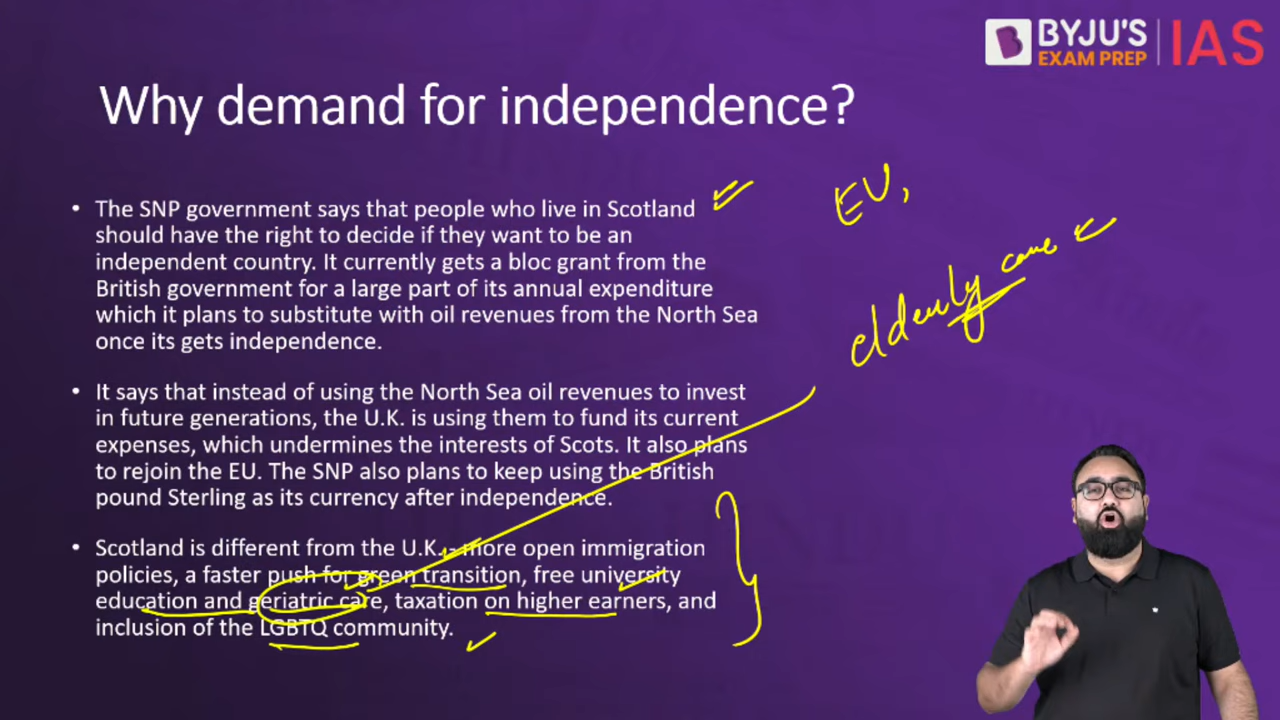 BYJU'S
EXAM PREP
IAS
Why demand for independence?
• The SNP government says that people who live in Scotland
should have the right to decide if they want to be an
independent country. It currently gets a bloc grant from the
British government for a large part of its annual expenditure
which it plans to substitute with oil revenues from the North Sea
once its gets independence.
• It says that instead of using the North Sea oil revenues to invest
in future generations, the U.K. is using them to fund its current
expenses, which undermines the interests of Scots. It also plans
to rejoin the EU. The SNP also plans to keep using the British
pound Sterling as its currency after independence.
• Scotland is different from the U.K. - more open immigration
policies, a faster push for green transition, free university
education and geriatric care, taxation on higher earners, and
inclusion of the LGBTQ community.
EU,
elderly care